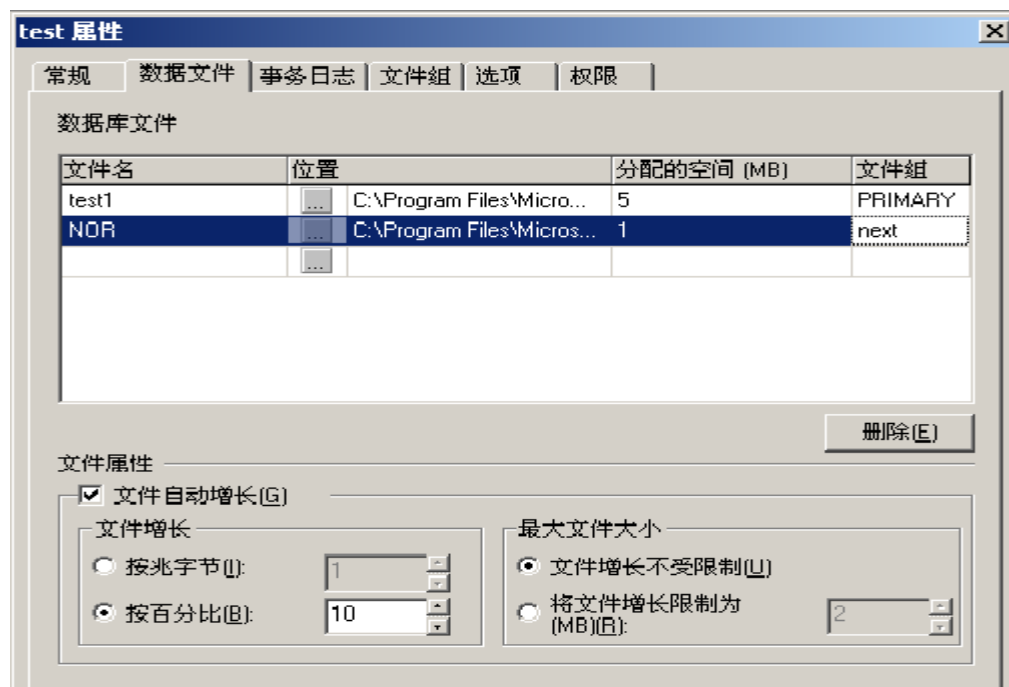 test 属性
常规 数据文件 事务日志 文件组 选项 权限
数据库文件
文件名 位置 分配的空间 (MB) 文件组
test1 ... C:\Program Files\Micro... 5 PRIMARY
NOR ... C:\Program Files\Micros... 1 next
...
删除(E)
文件属性
文件自动增长(G)
文件增长 最大文件大小
按兆字节(I): 1 文件增长不受限制(U)
按百分比(B): 10 将文件增长限制为
(MB)(R): 2